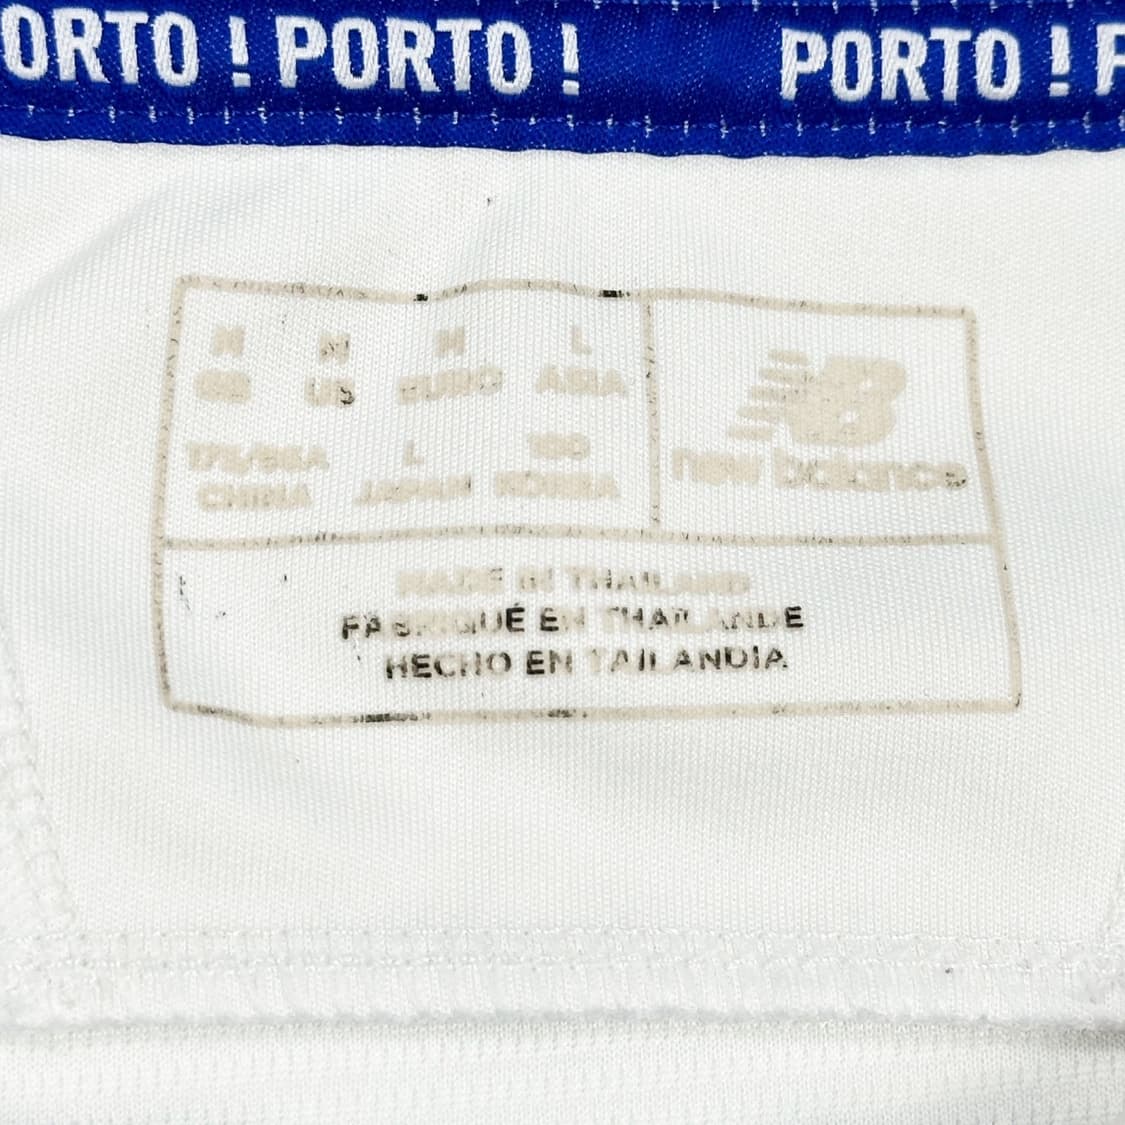 ORTO ! PORTO ! PORTO ! P
M M M L
GB US EURO ASIA
175/96A L 100
CHINA JAPAN KOREA
NB
new balance
MADE IN THAILAND
FABRIQUÉ EN THAILANDE
HECHO EN TAILANDIA